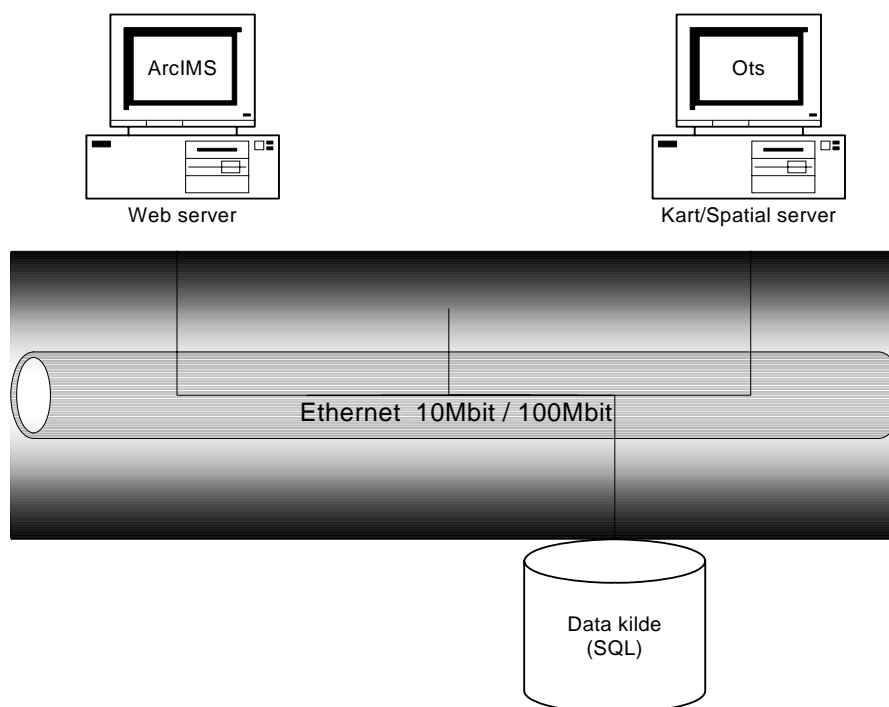 ArcIMS
Ots
Web server
Kart/Spatial server
Ethernet 10Mbit / 100Mbit
Data kilde
(SQL)